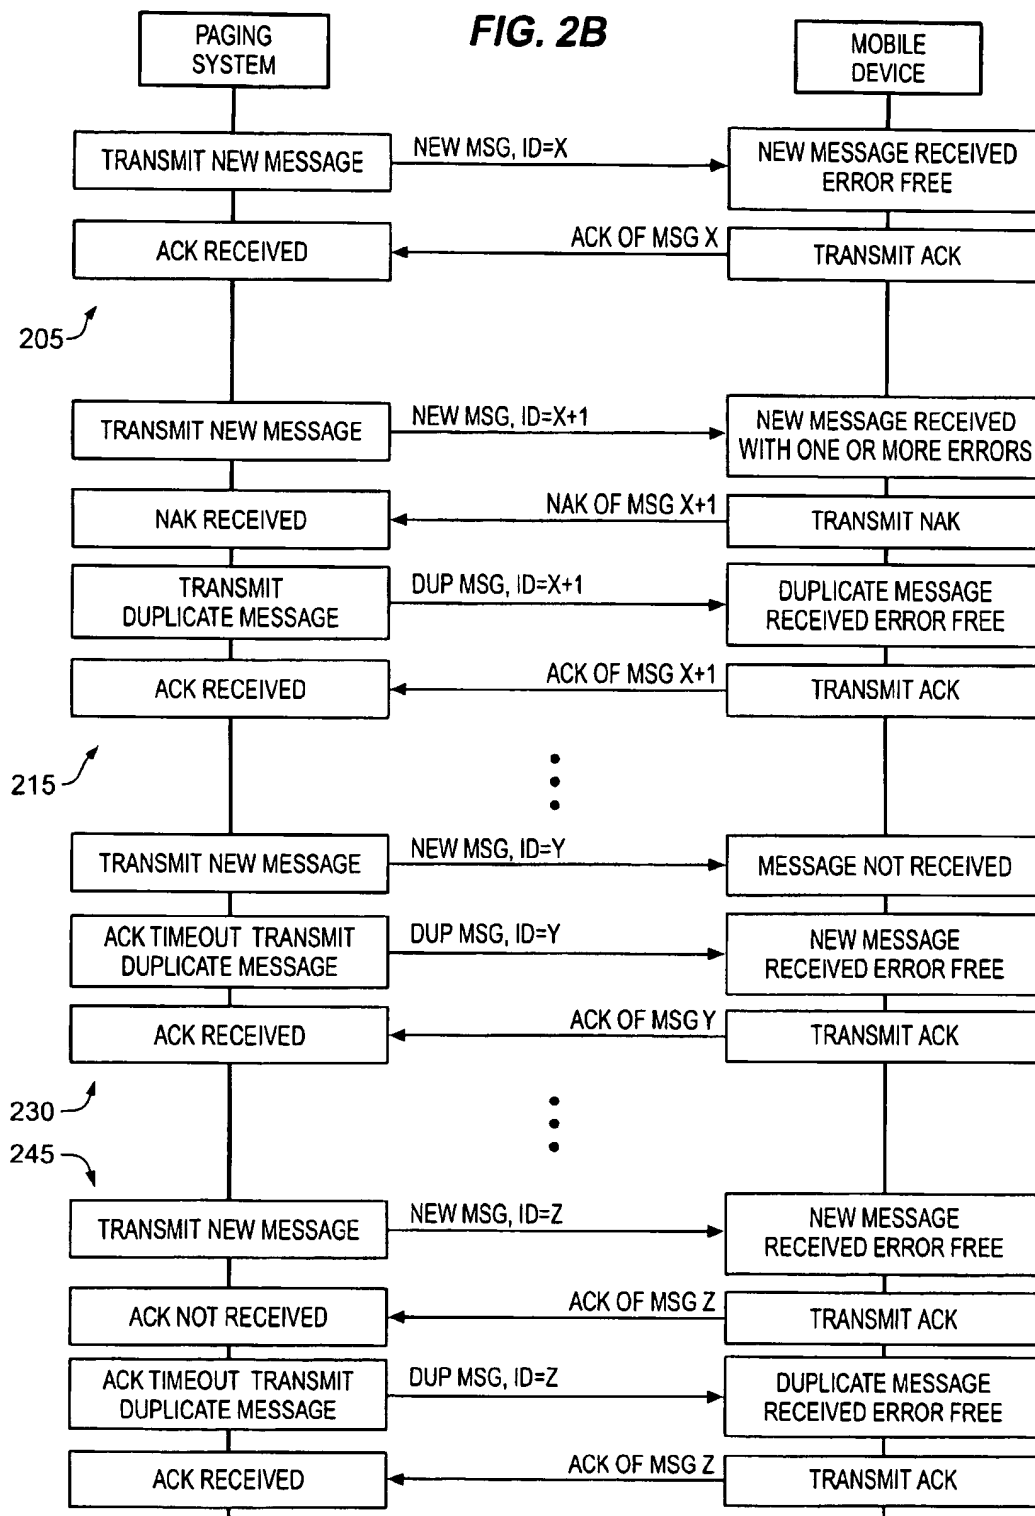 FIG. 2B
PAGING
SYSTEM
MOBILE
DEVICE
TRANSMIT NEW MESSAGE
NEW MSG, ID=X
NEW MESSAGE RECEIVED
ERROR FREE
ACK RECEIVED
ACK OF MSG X
TRANSMIT ACK
205
TRANSMIT NEW MESSAGE
NEW MSG, ID=X+1
NEW MESSAGE RECEIVED
WITH ONE OR MORE ERRORS
NAK RECEIVED
NAK OF MSG X+1
TRANSMIT NAK
TRANSMIT
DUPLICATE MESSAGE
DUP MSG, ID=X+1
DUPLICATE MESSAGE
RECEIVED ERROR FREE
ACK RECEIVED
ACK OF MSG X+1
TRANSMIT ACK
215
TRANSMIT NEW MESSAGE
NEW MSG, ID=Y
MESSAGE NOT RECEIVED
ACK TIMEOUT TRANSMIT
DUPLICATE MESSAGE
DUP MSG, ID=Y
NEW MESSAGE
RECEIVED ERROR FREE
ACK RECEIVED
ACK OF MSG Y
TRANSMIT ACK
230
245
TRANSMIT NEW MESSAGE
NEW MSG, ID=Z
NEW MESSAGE
RECEIVED ERROR FREE
ACK NOT RECEIVED
ACK OF MSG Z
TRANSMIT ACK
ACK TIMEOUT TRANSMIT
DUPLICATE MESSAGE
DUP MSG, ID=Z
DUPLICATE MESSAGE
RECEIVED ERROR FREE
ACK RECEIVED
ACK OF MSG Z
TRANSMIT ACK